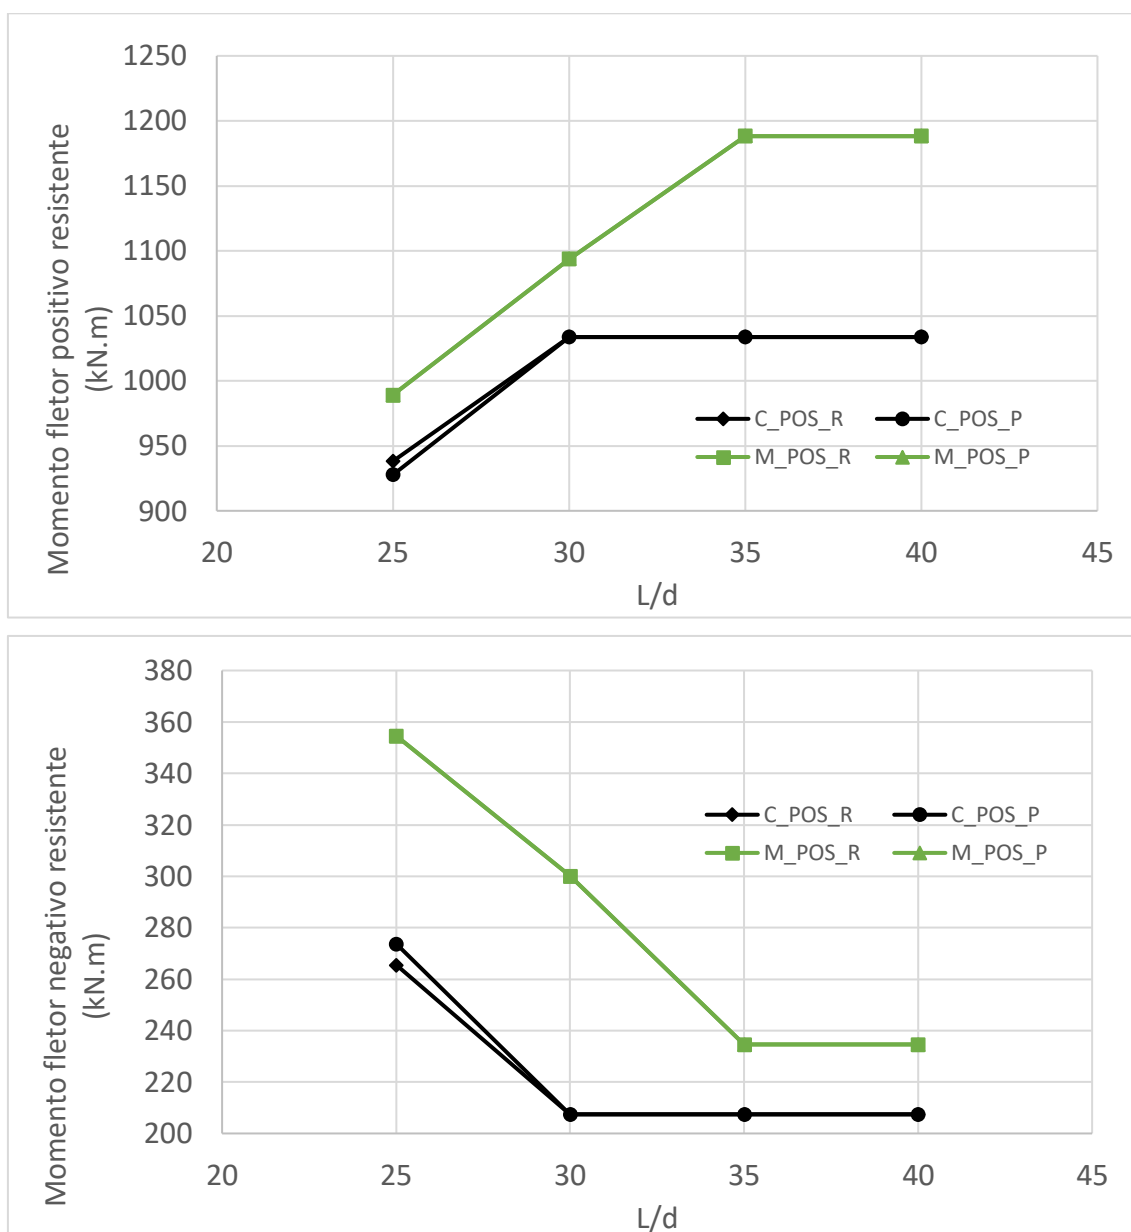 Momento fletor positivo resistente
(kN.m)
1250
1200
1150
1100
1050
1000
950
900
C_POS_R
C_POS_P
M_POS_R
M_POS_P
20
25
30
35
40
45
L/d
Momento fletor negativo resistente
(kN.m)
380
360
340
320
300
280
260
240
220
200
C_POS_R
C_POS_P
M_POS_R
M_POS_P
20
25
30
35
40
45
L/d